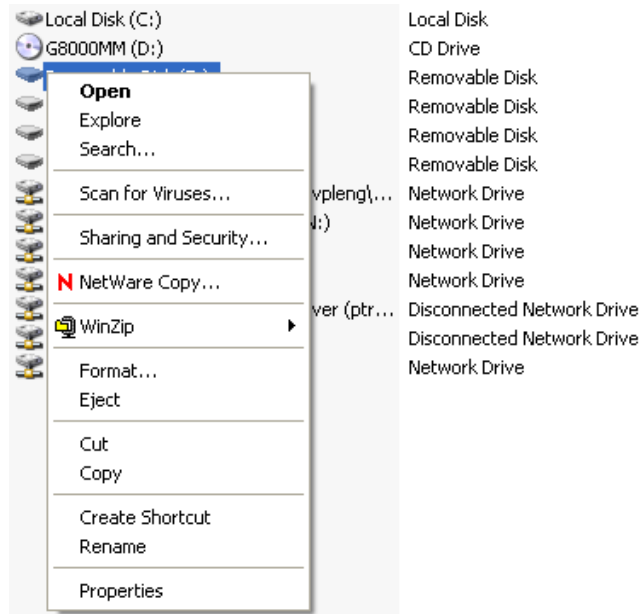 Local Disk (C:) Local Disk
G8000MM (D:) CD Drive
Removable Disk
Open
Explore Removable Disk
Search... Removable Disk
Removable Disk
Scan for Viruses... vpleng\... Network Drive
:) Network Drive
Sharing and Security... Network Drive
NetWare Copy... Network Drive
ver (ptr... Disconnected Network Drive
WinZip Disconnected Network Drive
Format... Network Drive
Eject
Cut
Copy
Create Shortcut
Rename
Properties